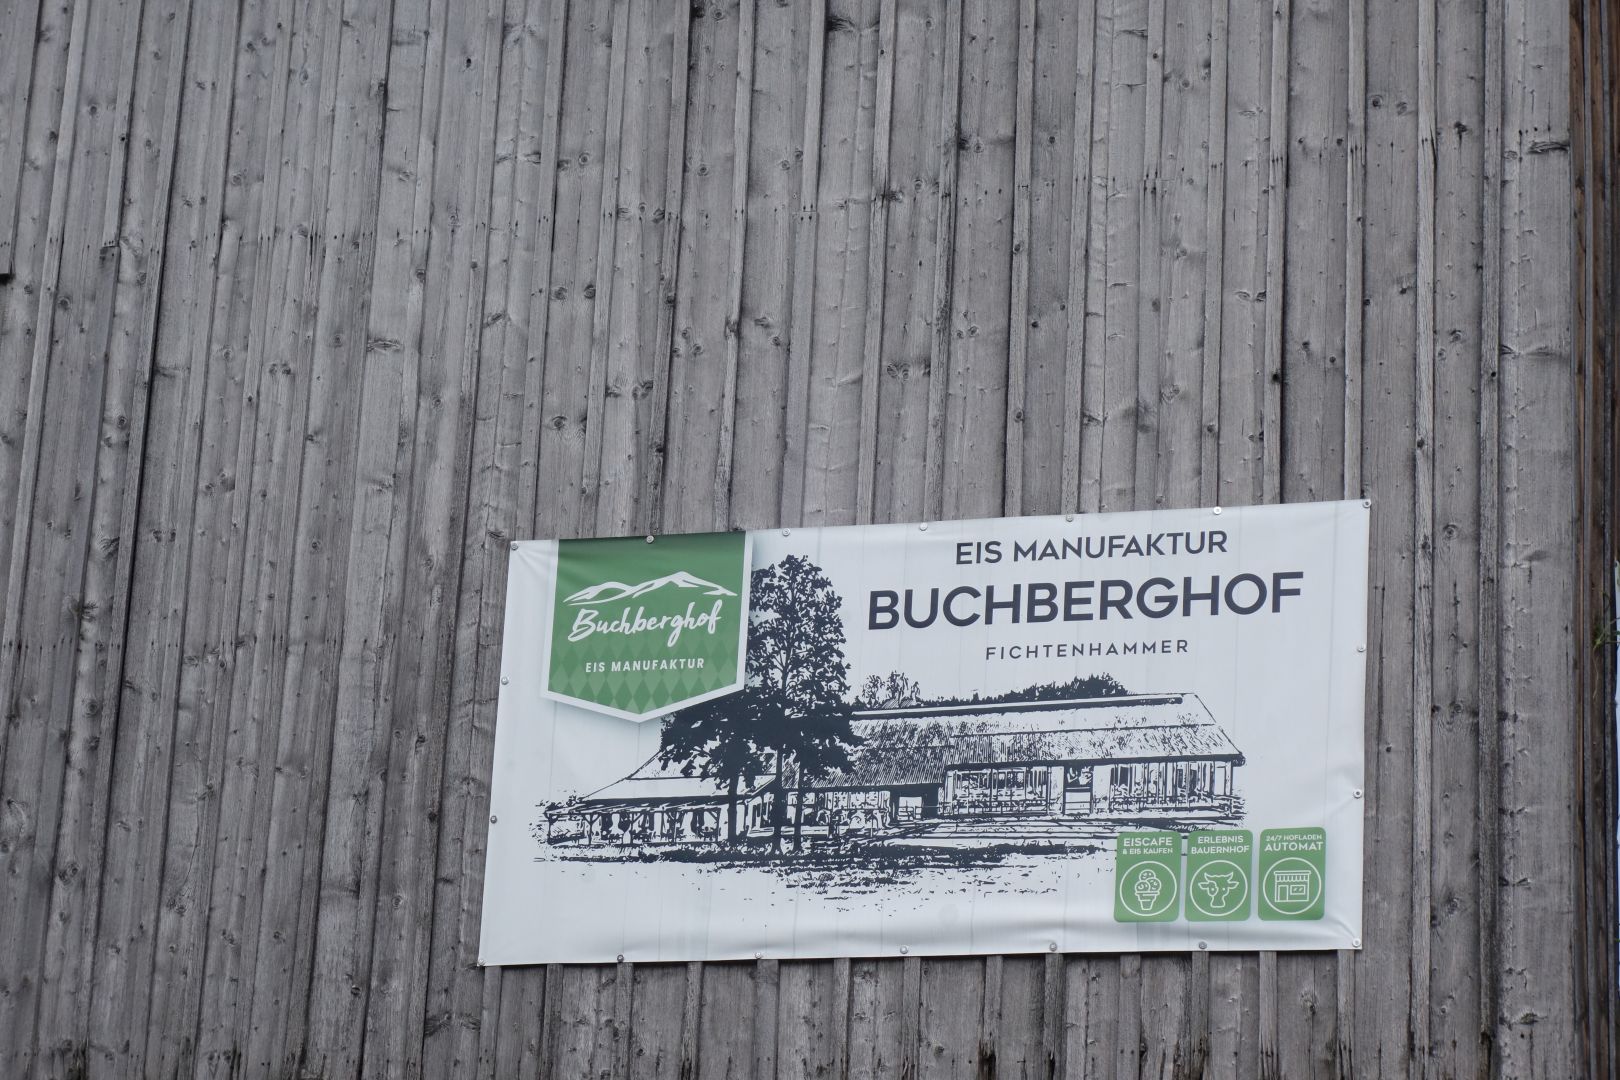 EIS MANUFAKTUR
BUCHBERGHOF
FICHTENHAMMER
Buchberghof
EIS MANUFAKTUR
EISCAFE
& EIS KAUFEN
ERLEBNIS
BAUERNHOF
24/7 HOFLADEN
AUTOMAT